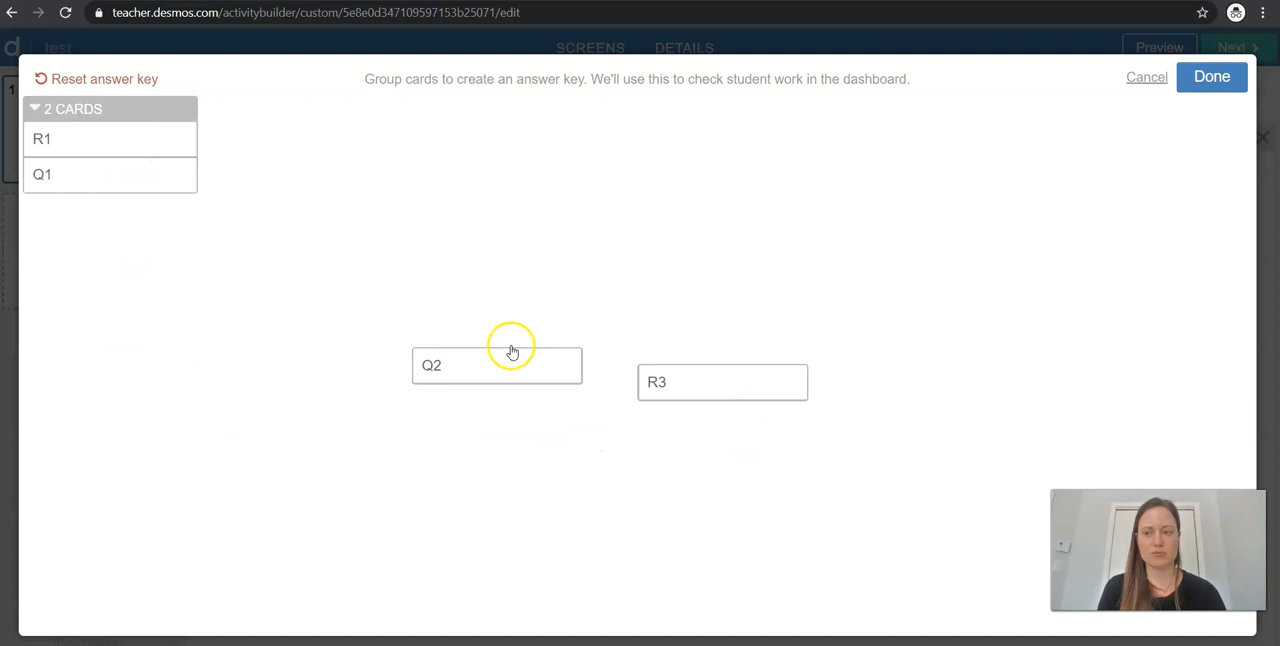 teacher.desmos.com/activitybuilder/custom/5e8e0d347109597153b25071/edit
d test SCREENS DETAILS Preview Next >
Reset answer key Group cards to create an answer key. We'll use this to check student work in the dashboard. Cancel Done
1
2 CARDS
R1
Q1
Q2
R3